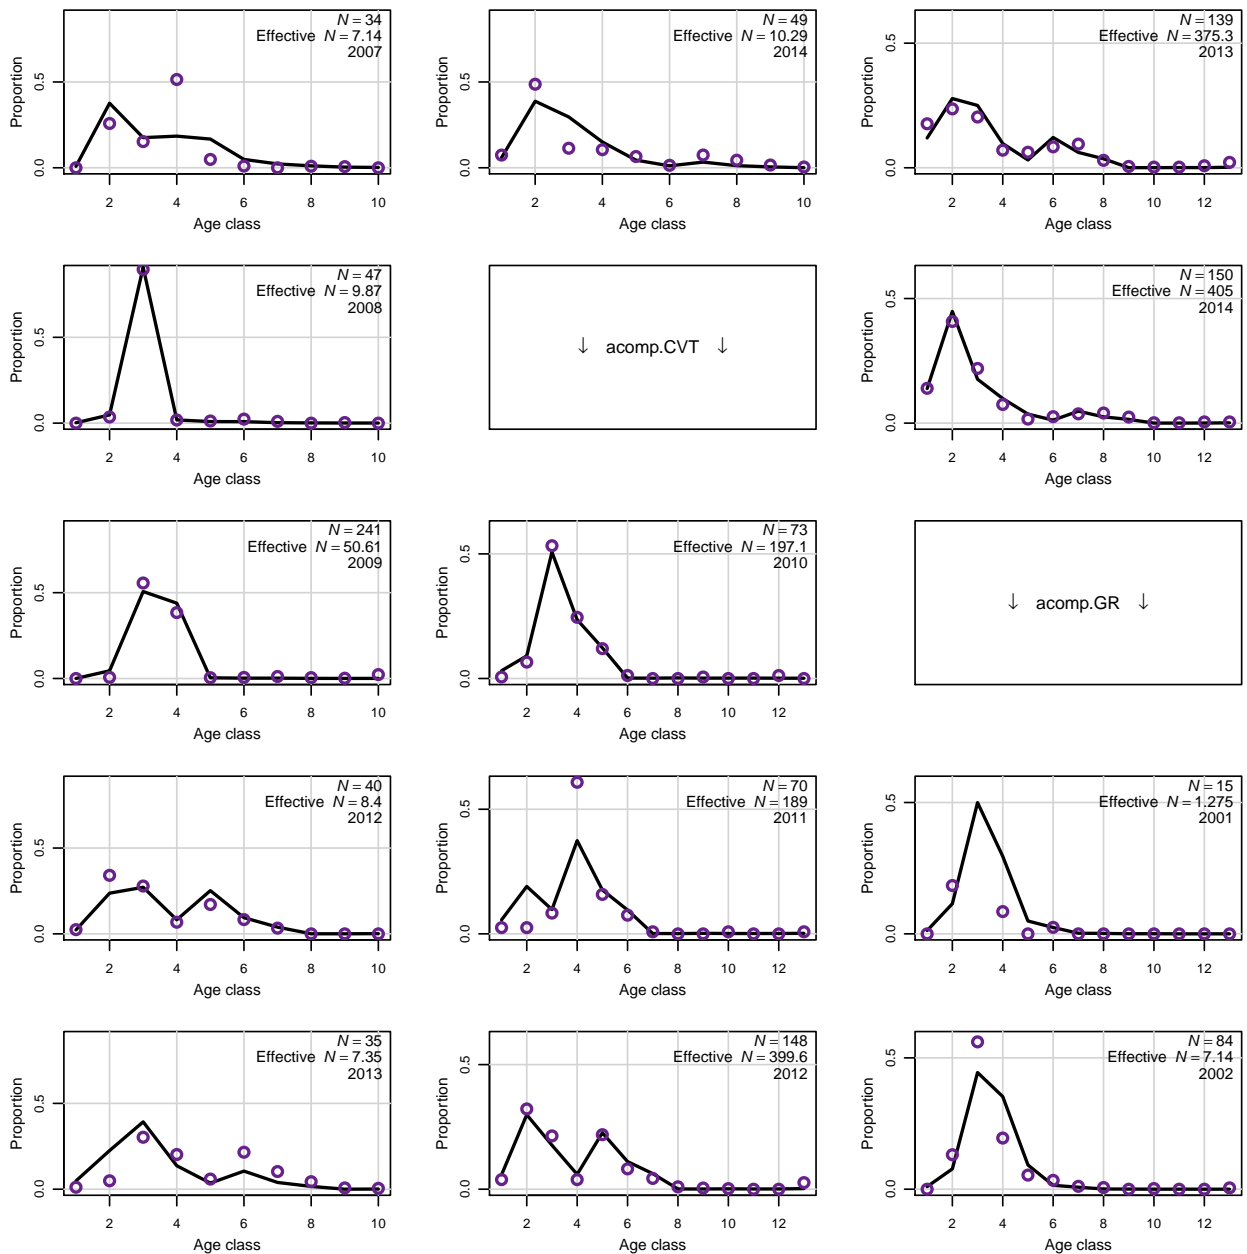 N = 34
Effective N = 7.14
2007
Proportion
0.5
0.0
2 4 6 8 10
Age class
N = 49
Effective N = 10.29
2014
Proportion
0.5
0.0
2 4 6 8 10
Age class
N = 139
Effective N = 375.3
2013
Proportion
0.5
0.0
2 4 6 8 10 12
Age class
N = 47
Effective N = 9.87
2008
Proportion
0.5
0.0
2 4 6 8 10
Age class
↓ acomp.CVT ↓
N = 150
Effective N = 405
2014
Proportion
0.5
0.0
2 4 6 8 10 12
Age class
N = 241
Effective N = 50.61
2009
Proportion
0.5
0.0
2 4 6 8 10
Age class
N = 73
Effective N = 197.1
2010
Proportion
0.5
0.0
2 4 6 8 10 12
Age class
↓ acomp.GR ↓
N = 40
Effective N = 8.4
2012
Proportion
0.5
0.0
2 4 6 8 10
Age class
N = 70
Effective N = 189
2011
Proportion
0.5
0.0
2 4 6 8 10 12
Age class
N = 15
Effective N = 1.275
2001
Proportion
0.5
0.0
2 4 6 8 10 12
Age class
N = 35
Effective N = 7.35
2013
Proportion
0.5
0.0
2 4 6 8 10
Age class
N = 148
Effective N = 399.6
2012
Proportion
0.5
0.0
2 4 6 8 10 12
Age class
N = 84
Effective N = 7.14
2002
Proportion
0.5
0.0
2 4 6 8 10 12
Age class